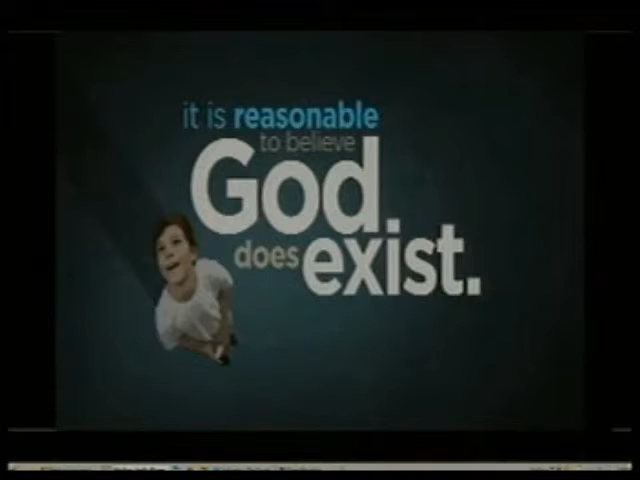 it is reasonable
to believe
God
does exist.